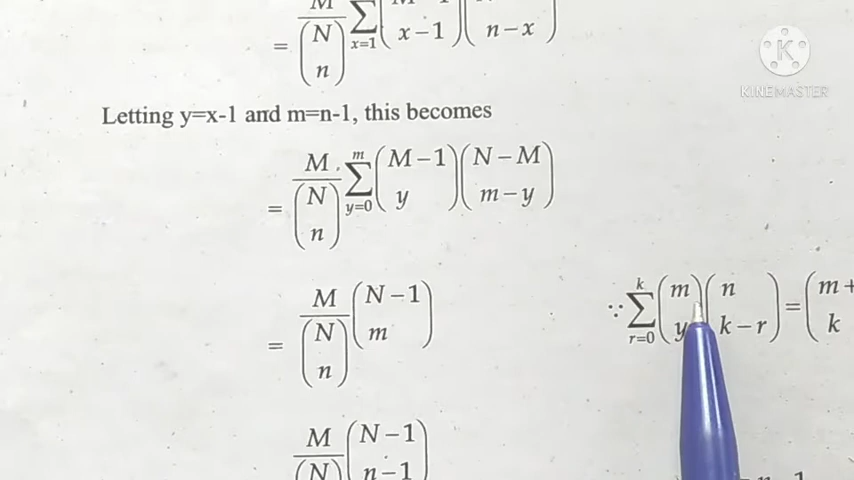 = M / (N n) ∑ x=1 ( x−1 ) ( n−x )
K
KINEMASTER
Letting y=x-1 and m=n-1, this becomes
= M / (N n) ∑ y=0 m (M−1 y) (N−M m−y)
= M / (N n) (N−1 m) ∵ ∑ r=0 k (m y) (n k−r) = (m+ k
M / (N (N−1 n−1)